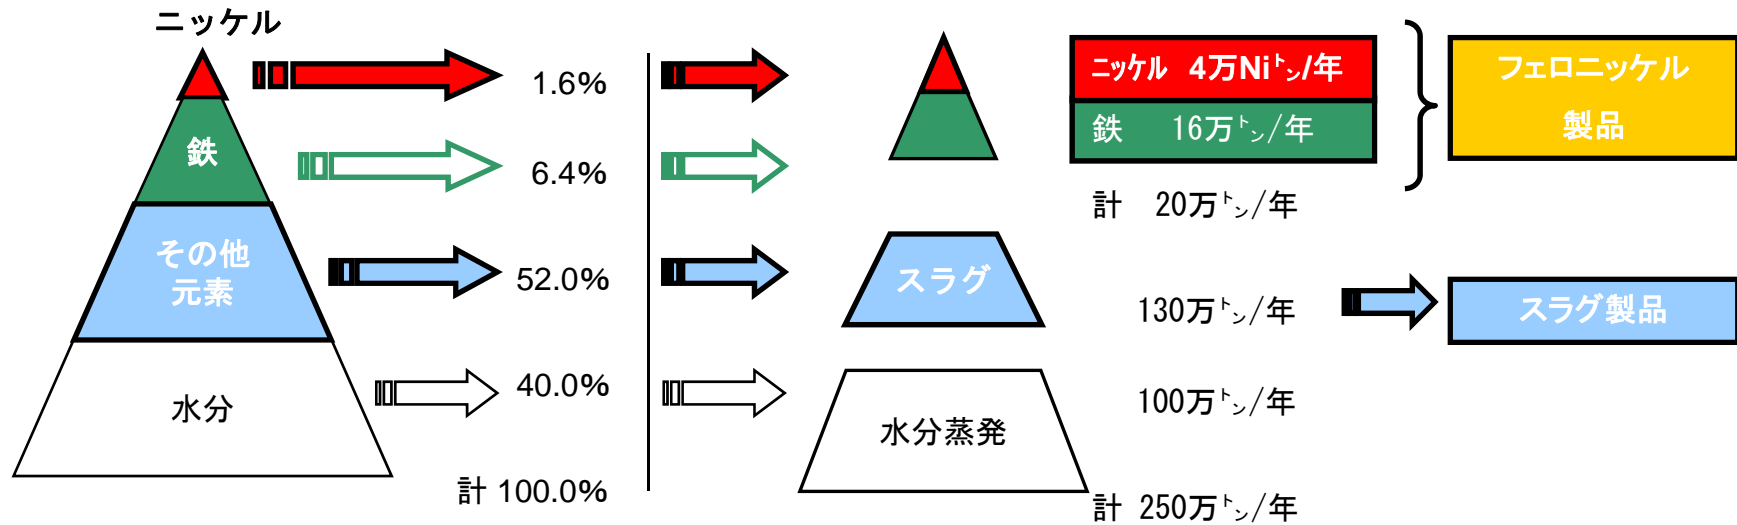 ニッケル
鉄
その他
元素
水分
1.6%
6.4%
52.0%
40.0%
計 100.0%
スラグ
水分蒸発
ニッケル 4万Niトン/年
鉄 16万トン/年
計 20万トン/年
130万トン/年
100万トン/年
計 250万トン/年
フェロニッケル
製品
スラグ製品